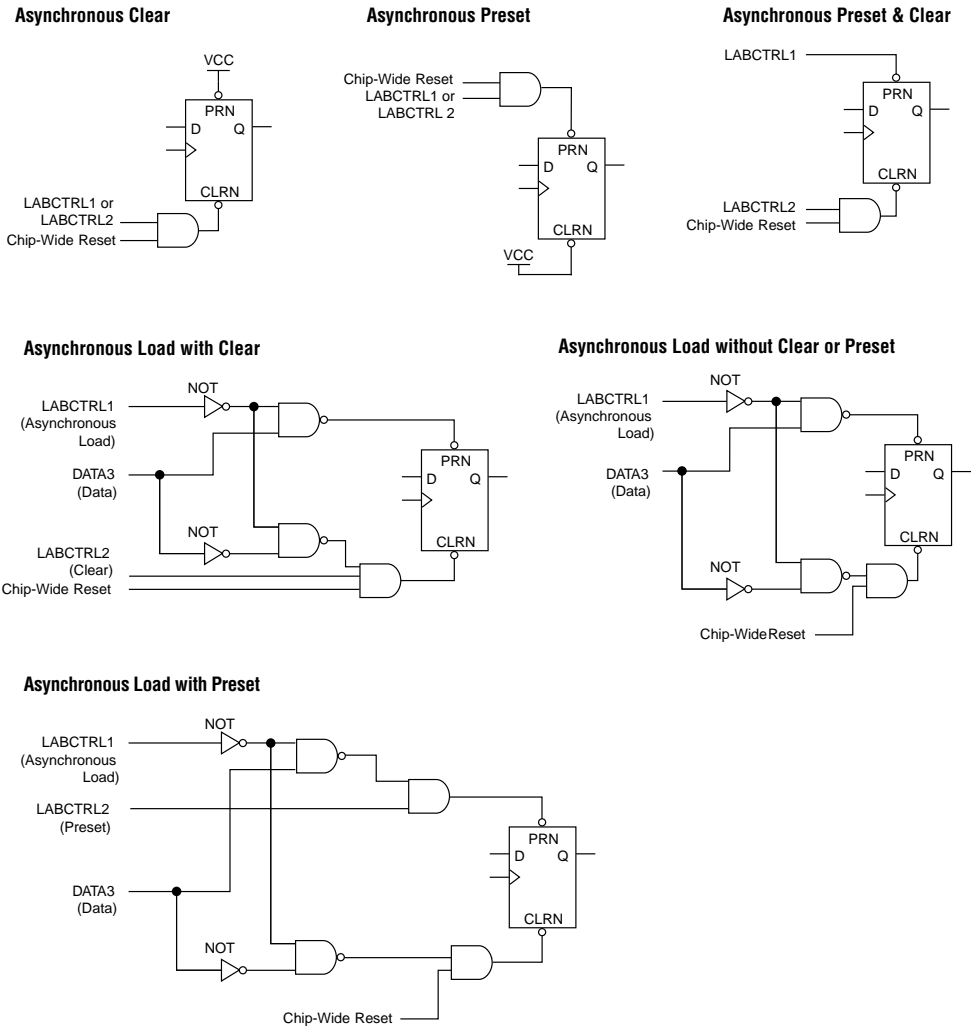 Asynchronous Clear
VCC
PRN
D Q
CLRN
LABCTRL1 or
LABCTRL2
Chip-Wide Reset
Asynchronous Preset
Chip-Wide Reset
LABCTRL1 or
LABCTRL 2
PRN
D Q
CLRN
VCC
Asynchronous Preset & Clear
LABCTRL1
PRN
D Q
CLRN
LABCTRL2
Chip-Wide Reset
Asynchronous Load with Clear
NOT
LABCTRL1
(Asynchronous
Load)
PRN
D Q
DATA3
(Data)
NOT
CLRN
LABCTRL2
(Clear)
Chip-Wide Reset
Asynchronous Load without Clear or Preset
NOT
LABCTRL1
(Asynchronous
Load)
PRN
D Q
DATA3
(Data)
CLRN
NOT
Chip-WideReset
Asynchronous Load with Preset
NOT
LABCTRL1
(Asynchronous
Load)
LABCTRL2
(Preset)
PRN
D Q
DATA3
(Data)
CLRN
NOT
Chip-Wide Reset